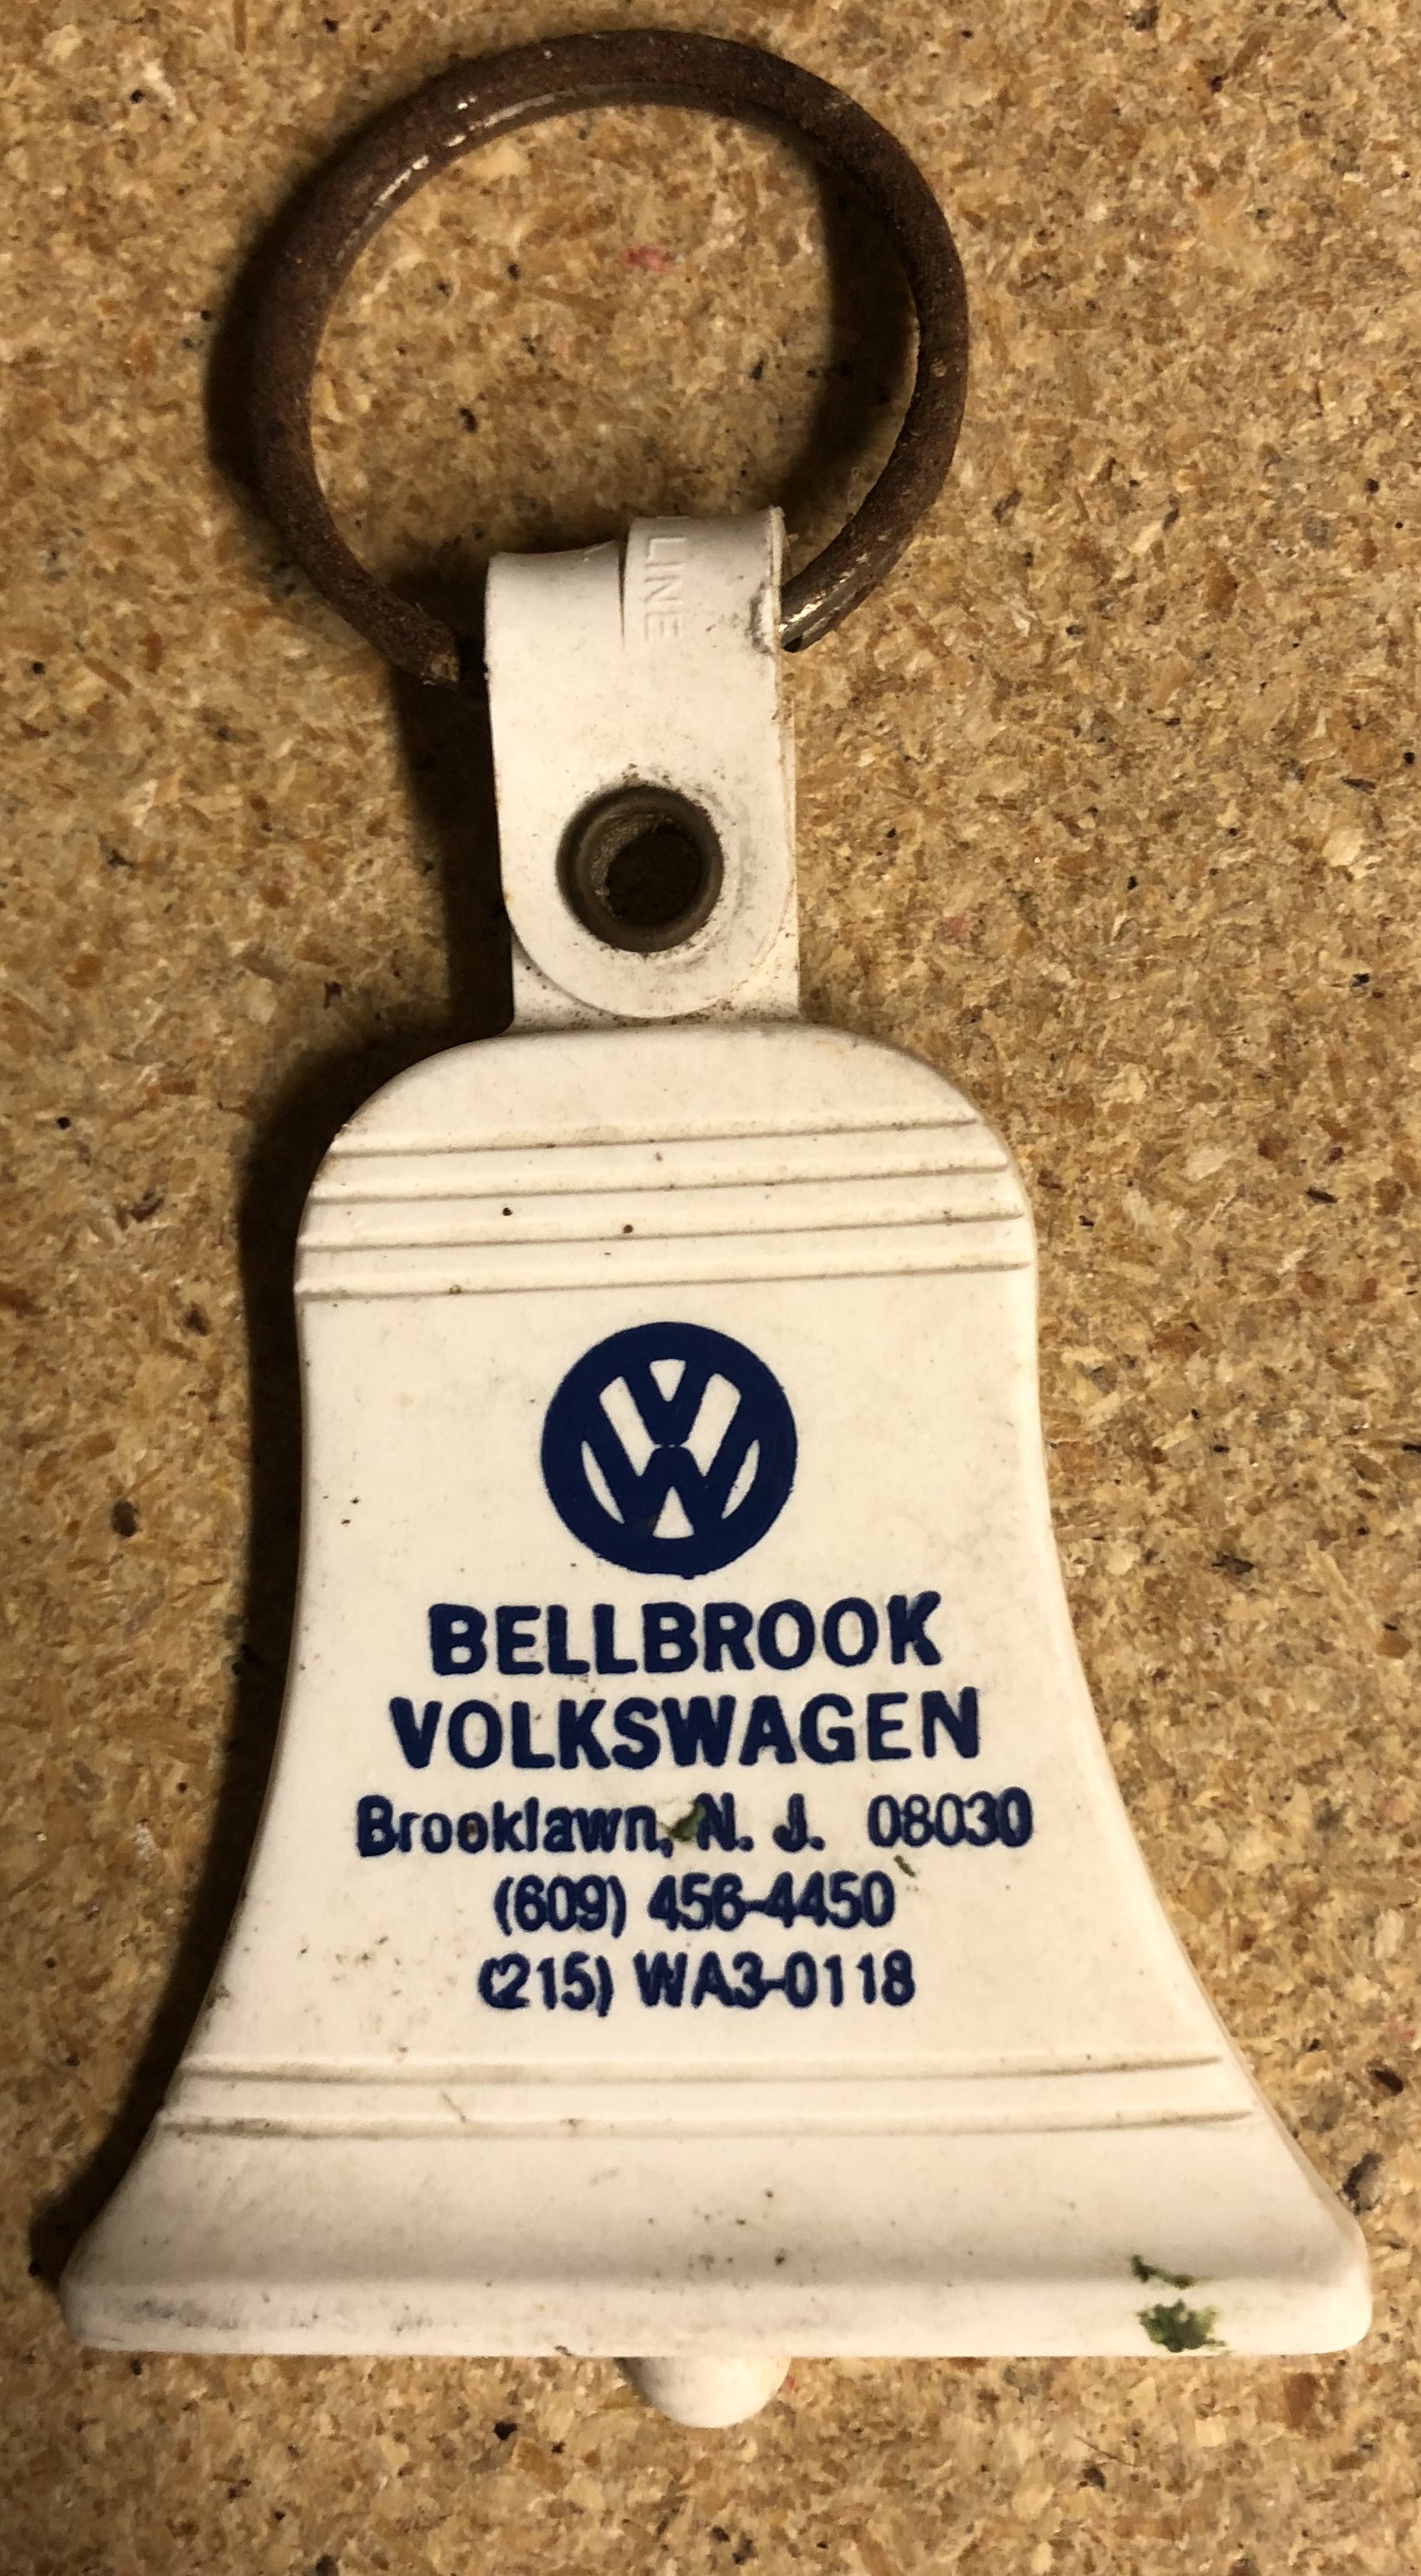 LINE
VW
BELLBROOK
VOLKSWAGEN
Brooklawn, N. J. 08030
(609) 456-4450
(215) WA3-0118